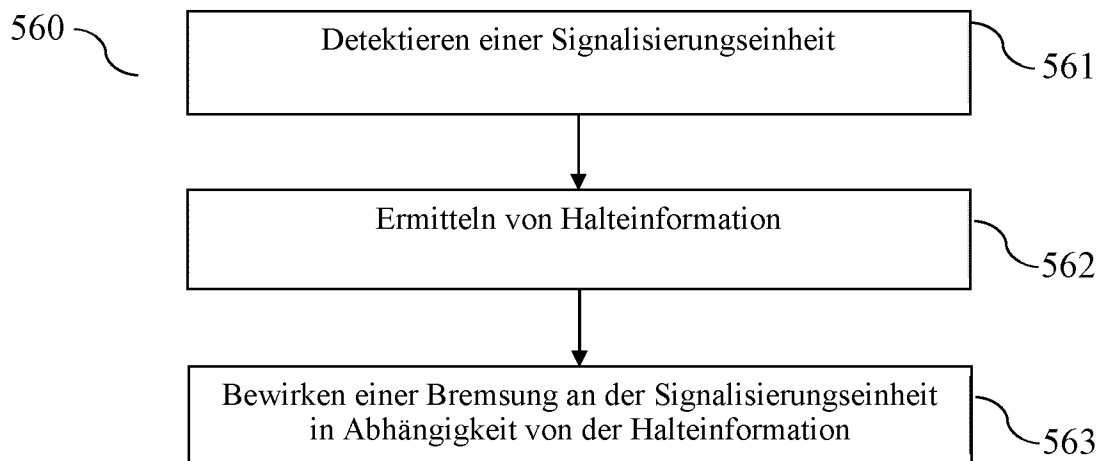 560
Detektieren einer Signalisierungseinheit
561
Ermitteln von Halteinformation
562
Bewirken einer Bremsung an der Signalisierungseinheit
in Abhängigkeit von der Halteinformation
563